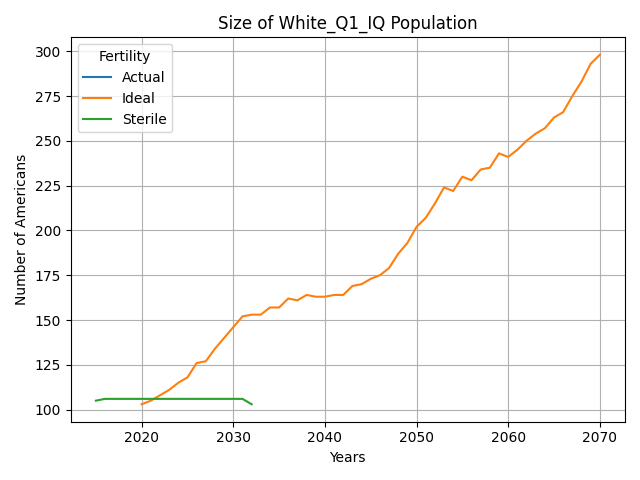 Size of White_Q1_IQ Population
Fertility
Actual
Ideal
Sterile
Number of Americans
300
275
250
225
200
175
150
125
100
2020 2030 2040 2050 2060 2070
Years